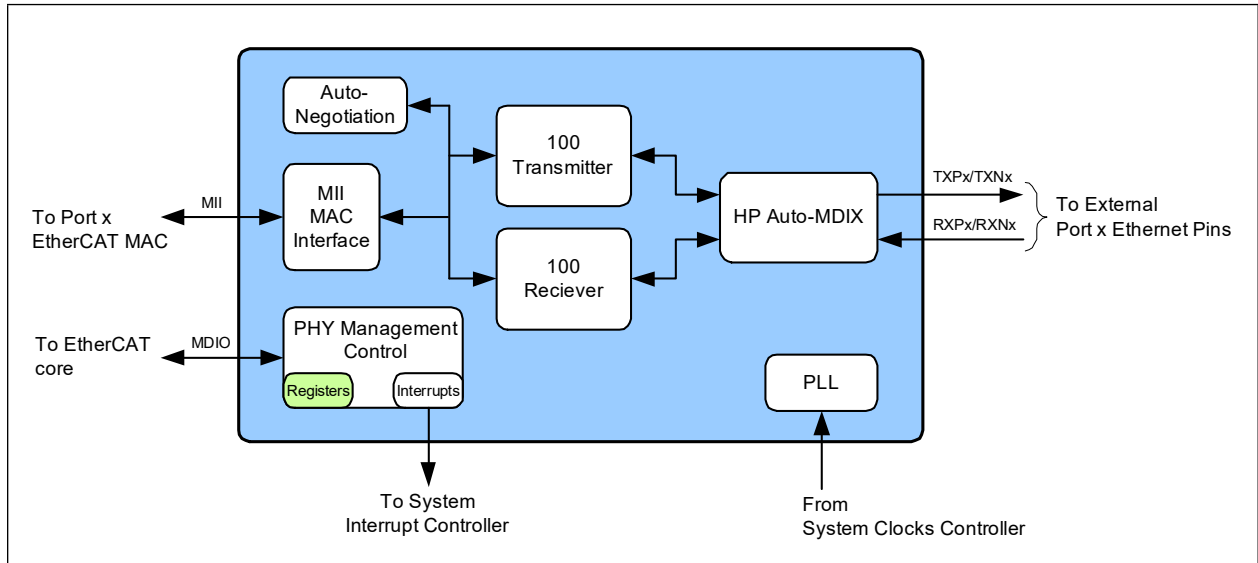 Auto-
Negotiation
100
Transmitter
MII
MAC
Interface
MII
To Port x
EtherCAT MAC
HP Auto-MDIX
TXPx/TXNx
RXPx/RXNx
To External
Port x Ethernet Pins
100
Reciever
PHY Management
Control
MDIO
To EtherCAT
core
Registers
Interrupts
PLL
To System
Interrupt Controller
From
System Clocks Controller